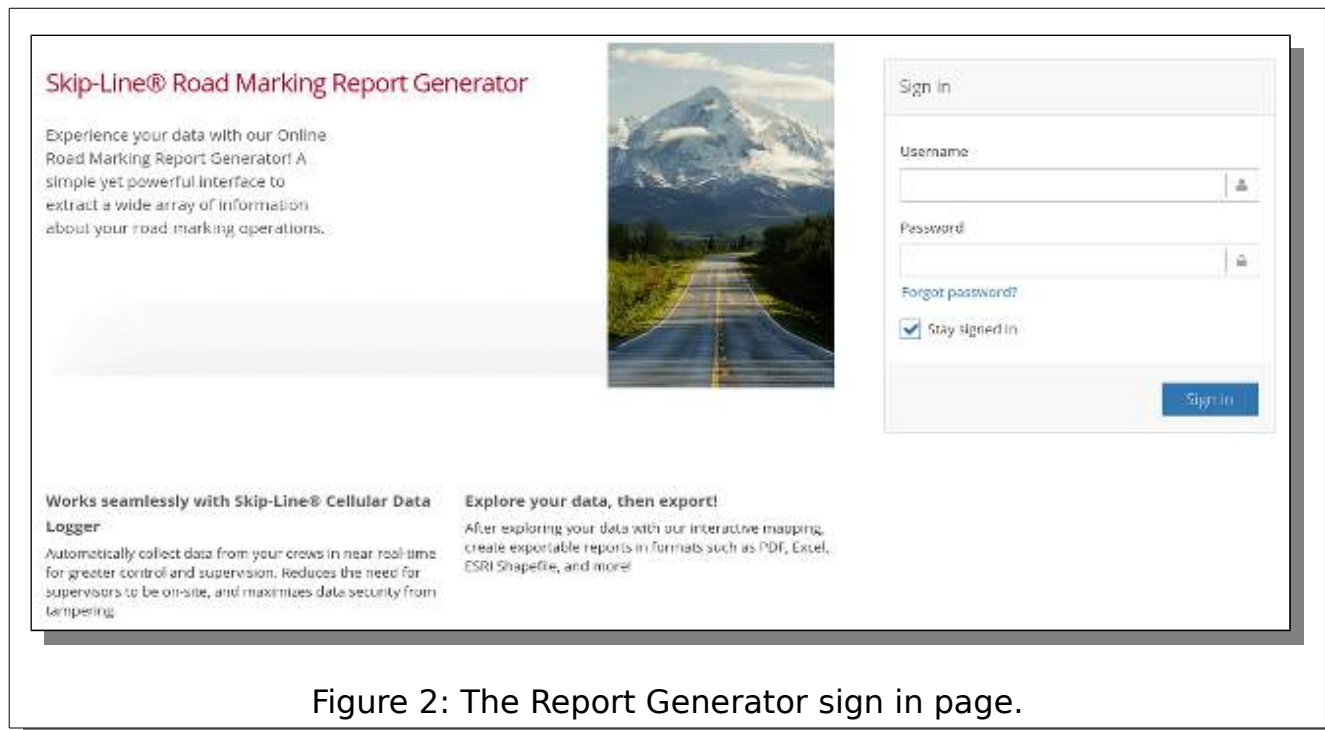 Skip-Line® Road Marking Report Generator
Experience your data with our Online
Road Marking Report Generator! A
simple yet powerful interface to
extract a wide array of information
about your road marking operations.
Sign in
Username
Password
Forgot password?
Stay signed in
Sign in
Works seamlessly with Skip-Line® Cellular Data
Logger
Automatically collect data from your crews in near real-time
for greater control and supervision. Reduces the need for
supervisors to be on-site, and maximizes data security from
tampering.
Explore your data, then export!
After exploring your data with our interactive mapping,
create exportable reports in formats such as PDF, Excel,
ESRI Shapefile, and more!
Figure 2: The Report Generator sign in page.